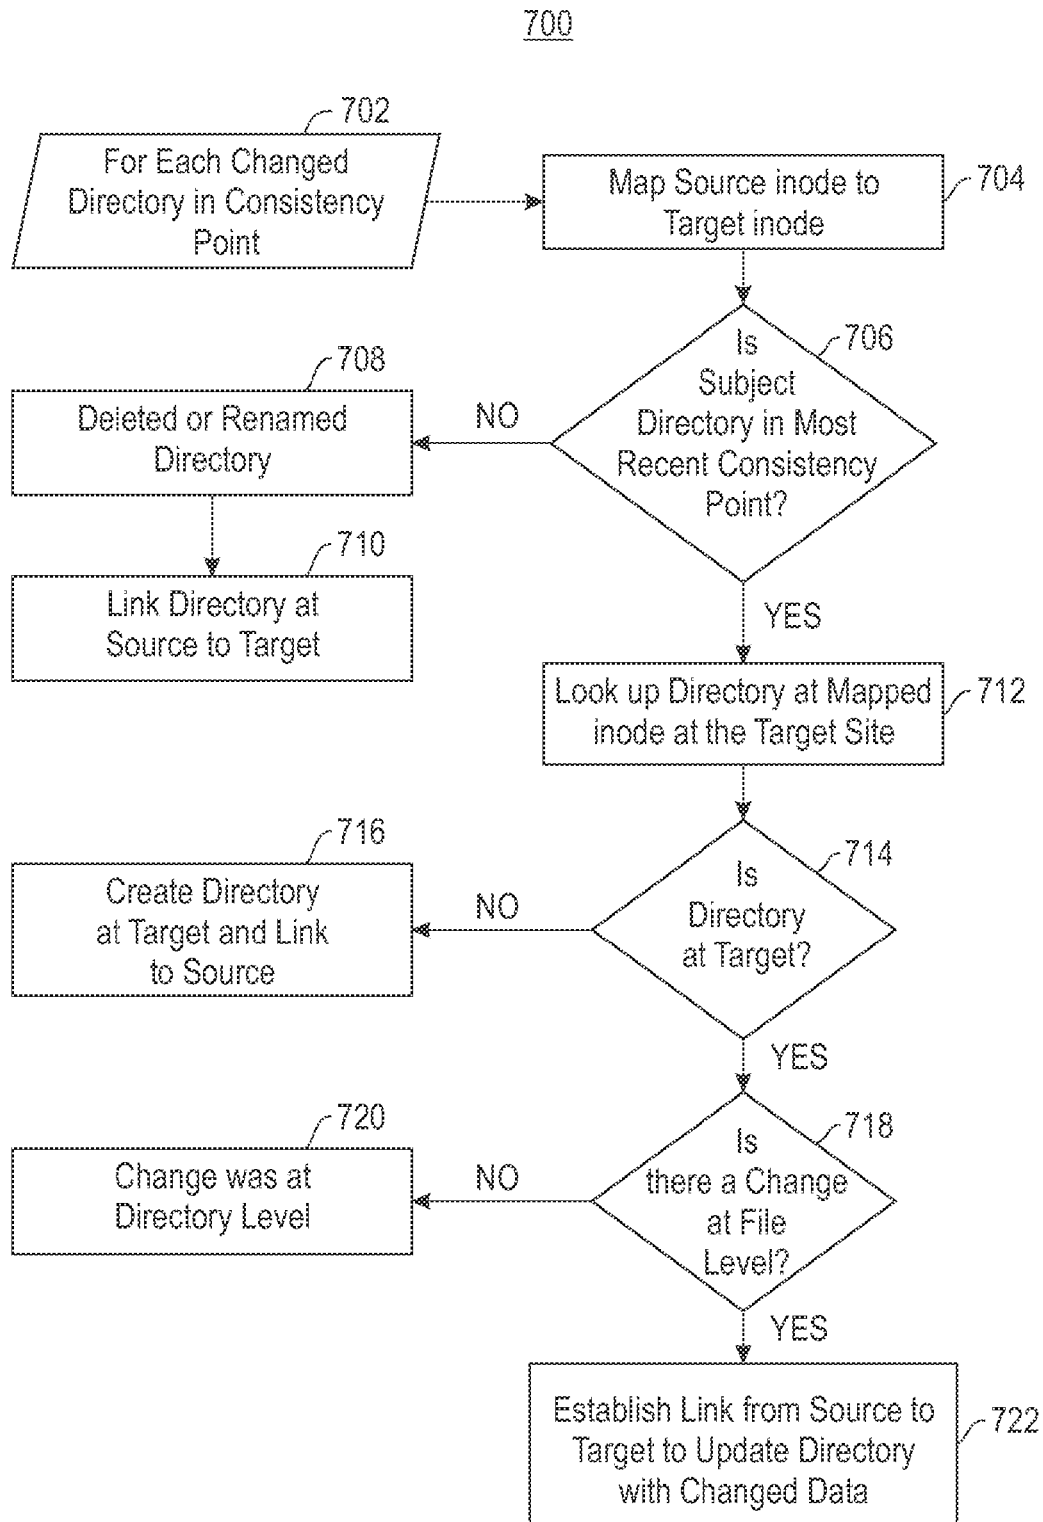 700
702
For Each Changed
Directory in Consistency
Point
704
Map Source inode to
Target inode
706
Is
Subject
Directory in Most
Recent Consistency
Point?
NO
708
Deleted or Renamed
Directory
710
Link Directory at
Source to Target
YES
712
Look up Directory at Mapped
inode at the Target Site
714
Is
Directory
at Target?
NO
716
Create Directory
at Target and Link
to Source
YES
718
Is
there a Change
at File
Level?
NO
720
Change was at
Directory Level
YES
722
Establish Link from Source to
Target to Update Directory
with Changed Data